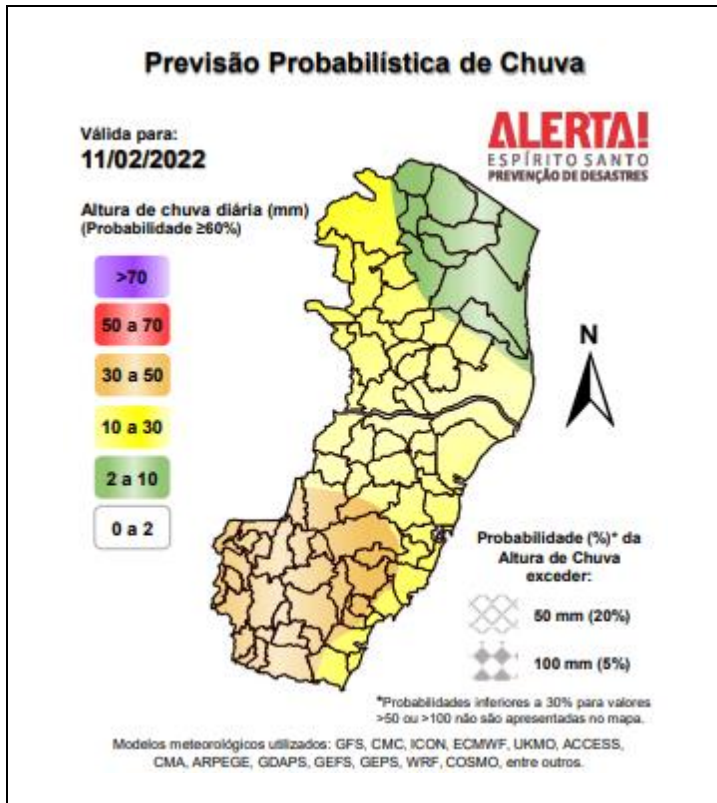 Previsão Probabilística de Chuva
Válida para:
11/02/2022
ALERTA!
ESPÍRITO SANTO
PREVENÇÃO DE DESASTRES
Altura de chuva diária (mm)
(Probabilidade ≥60%)
>70
50 a 70
30 a 50
10 a 30
2 a 10
0 a 2
N
Probabilidade (%)* da
Altura de Chuva
exceder:
50 mm (20%)
100 mm (5%)
*Probabilidades inferiores a 30% para valores
>50 ou >100 não são apresentadas no mapa.
Modelos meteorológicos utilizados: GFS, CMC, ICON, ECMWF, UKMO, ACCESS,
CMA, ARPEGE, GDAPS, GEFS, GEPS, WRF, COSMO, entre outros.